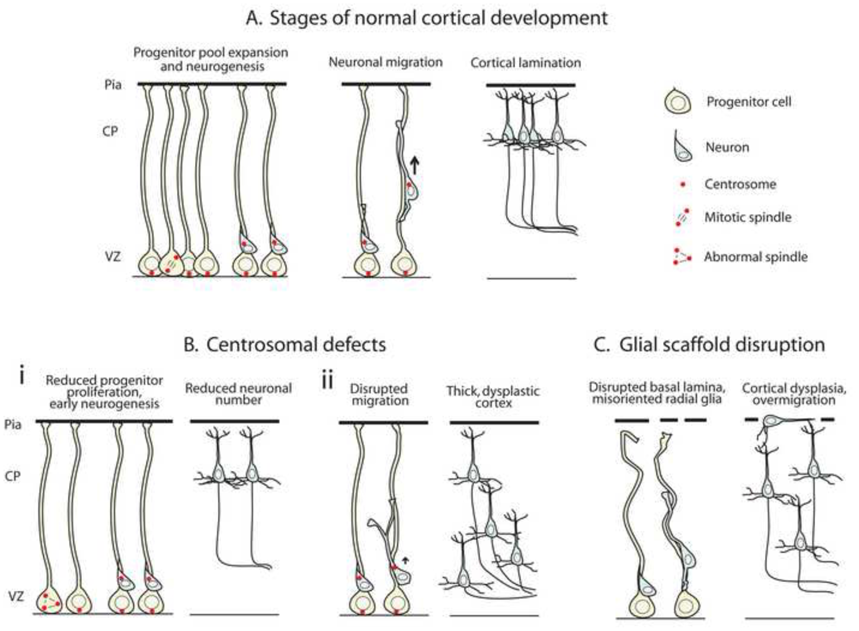 A. Stages of normal cortical development
Progenitor pool expansion
and neurogenesis
Neuronal migration
Cortical lamination
Pia
CP
VZ
Progenitor cell
Neuron
Centrosome
Mitotic spindle
Abnormal spindle
B. Centrosomal defects
C. Glial scaffold disruption
i
Reduced progenitor
proliferation,
early neurogenesis
Reduced neuronal
number
ii
Disrupted
migration
Thick, dysplastic
cortex
Disrupted basal lamina,
misoriented radial glia
Cortical dysplasia,
overmigration
Pia
CP
VZ